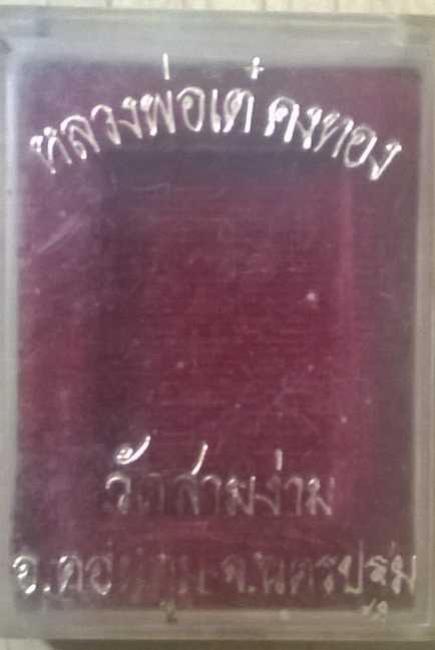 หลวงพ่อเต๋ คงทอง
วัดสามง่าม
อ.ดอนตูม จ.นครปฐม